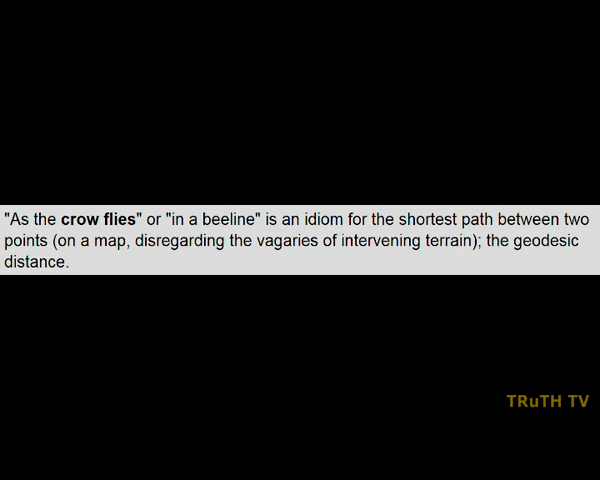 "As the crow flies" or "in a beeline" is an idiom for the shortest path between two
points (on a map, disregarding the vagaries of intervening terrain); the geodesic
distance.
TRuTH TV